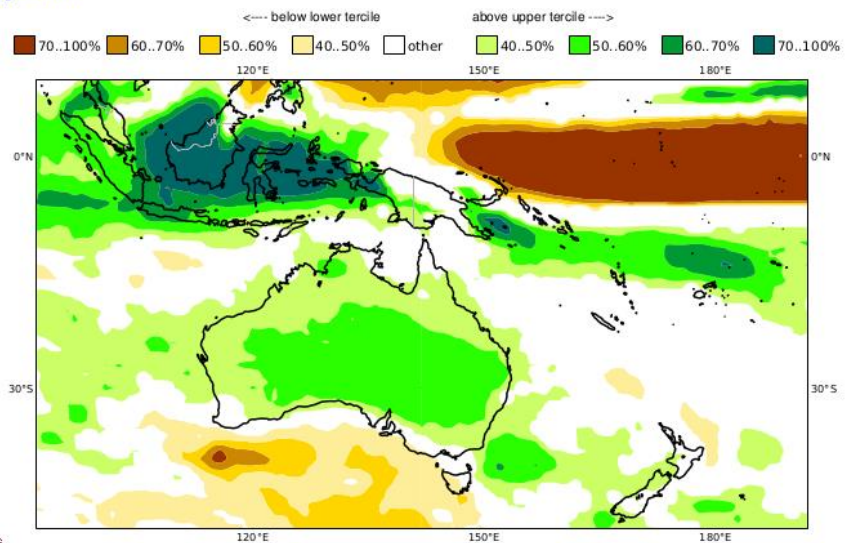 <---- below lower tercile above upper tercile ---->
70..100% 60..70% 50..60% 40..50% other 40..50% 50..60% 60..70% 70..100%
120°E 150°E 180°E
0°N 0°N
30°S 30°S
120°E 150°E 180°E